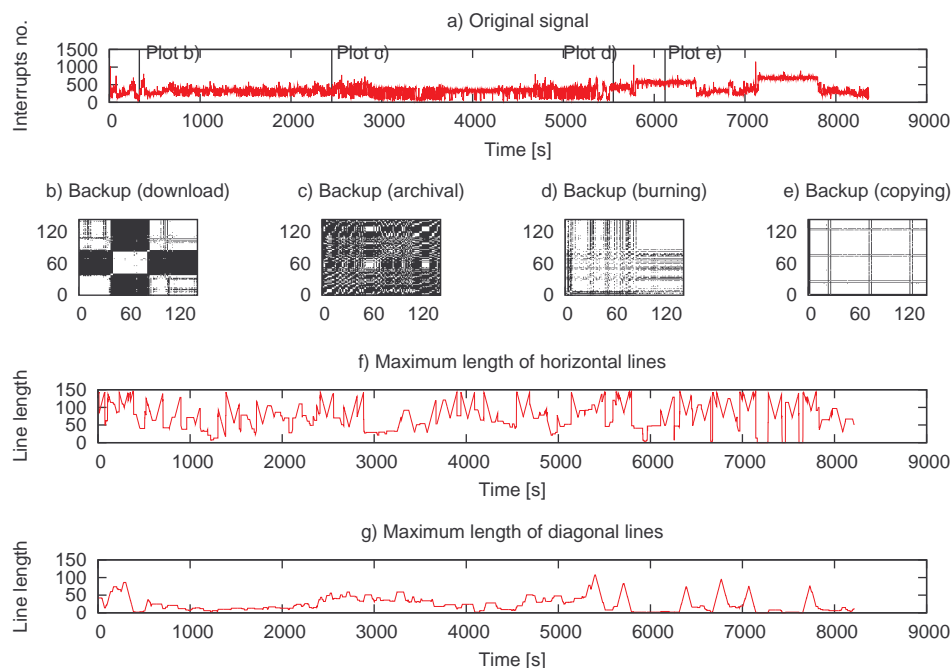 a) Original signal
Interrupts no.
1500
1000
500
0
Plot b)
Plot c)
Plot d)
Plot e)
0 1000 2000 3000 4000 5000 6000 7000 8000 9000
Time [s]
b) Backup (download)
120
60
0
0 60 120
c) Backup (archival)
120
60
0
0 60 120
d) Backup (burning)
120
60
0
0 60 120
e) Backup (copying)
120
60
0
0 60 120
f) Maximum length of horizontal lines
Line length
150
100
50
0
0 1000 2000 3000 4000 5000 6000 7000 8000 9000
Time [s]
g) Maximum length of diagonal lines
Line length
150
100
50
0
0 1000 2000 3000 4000 5000 6000 7000 8000 9000
Time [s]